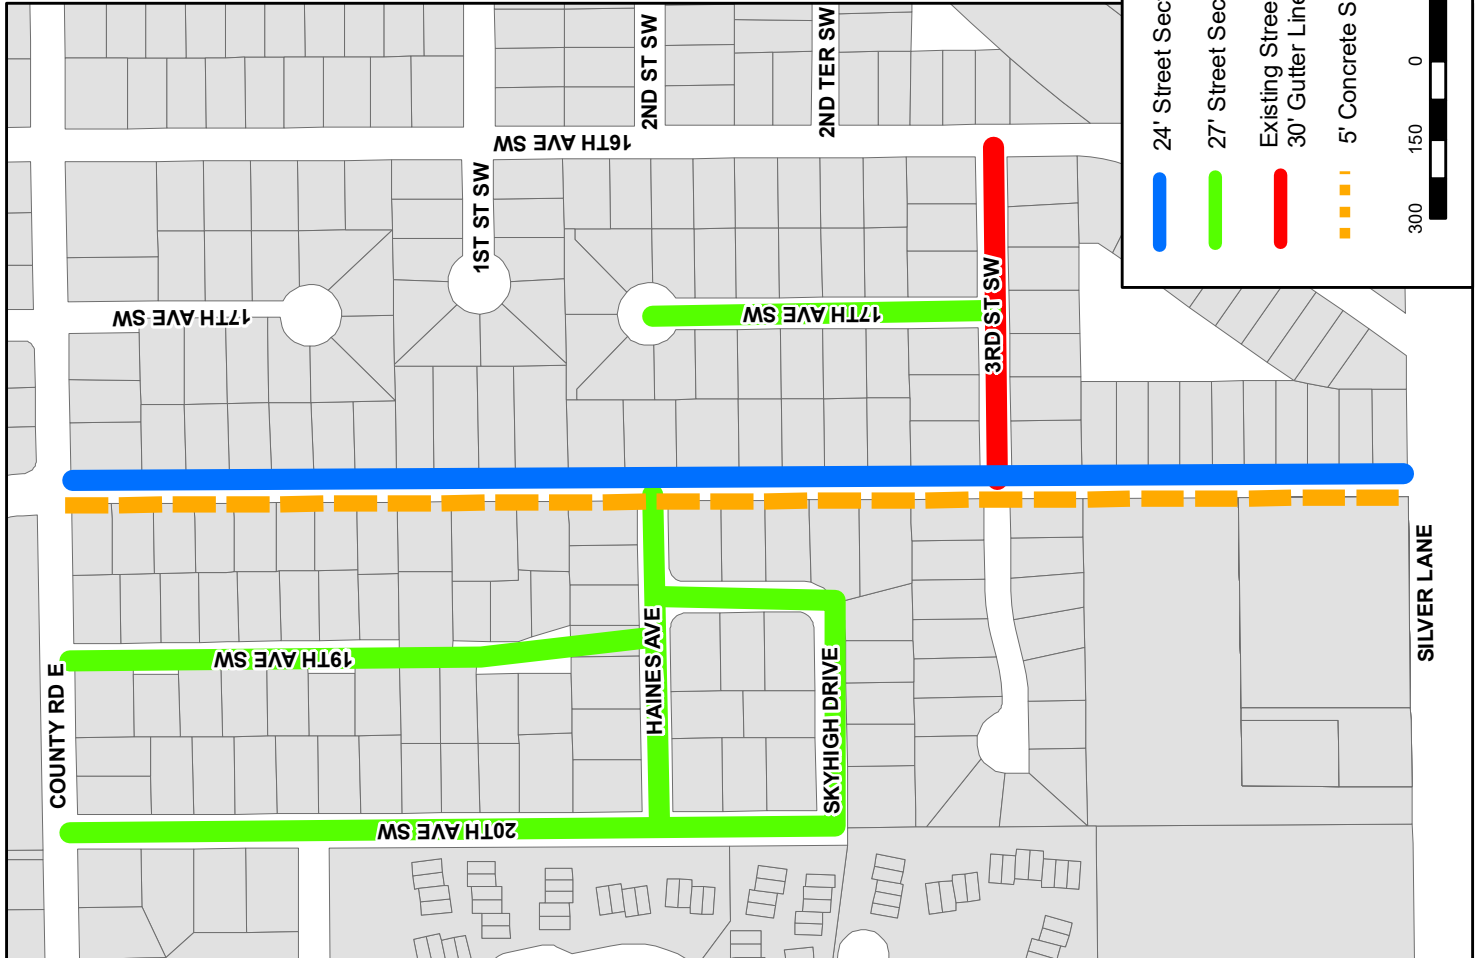 2ND ST SW
2ND TER SW
16TH AVE SW
1ST ST SW
17TH AVE SW
17TH AVE SW
3RD ST SW
COUNTY RD E
19TH AVE SW
HAINES AVE
SKYHIGH DRIVE
20TH AVE SW
SILVER LANE
24' Street Sec
27' Street Sec
Existing Stree
30' Gutter Line
5' Concrete S
300 150 0